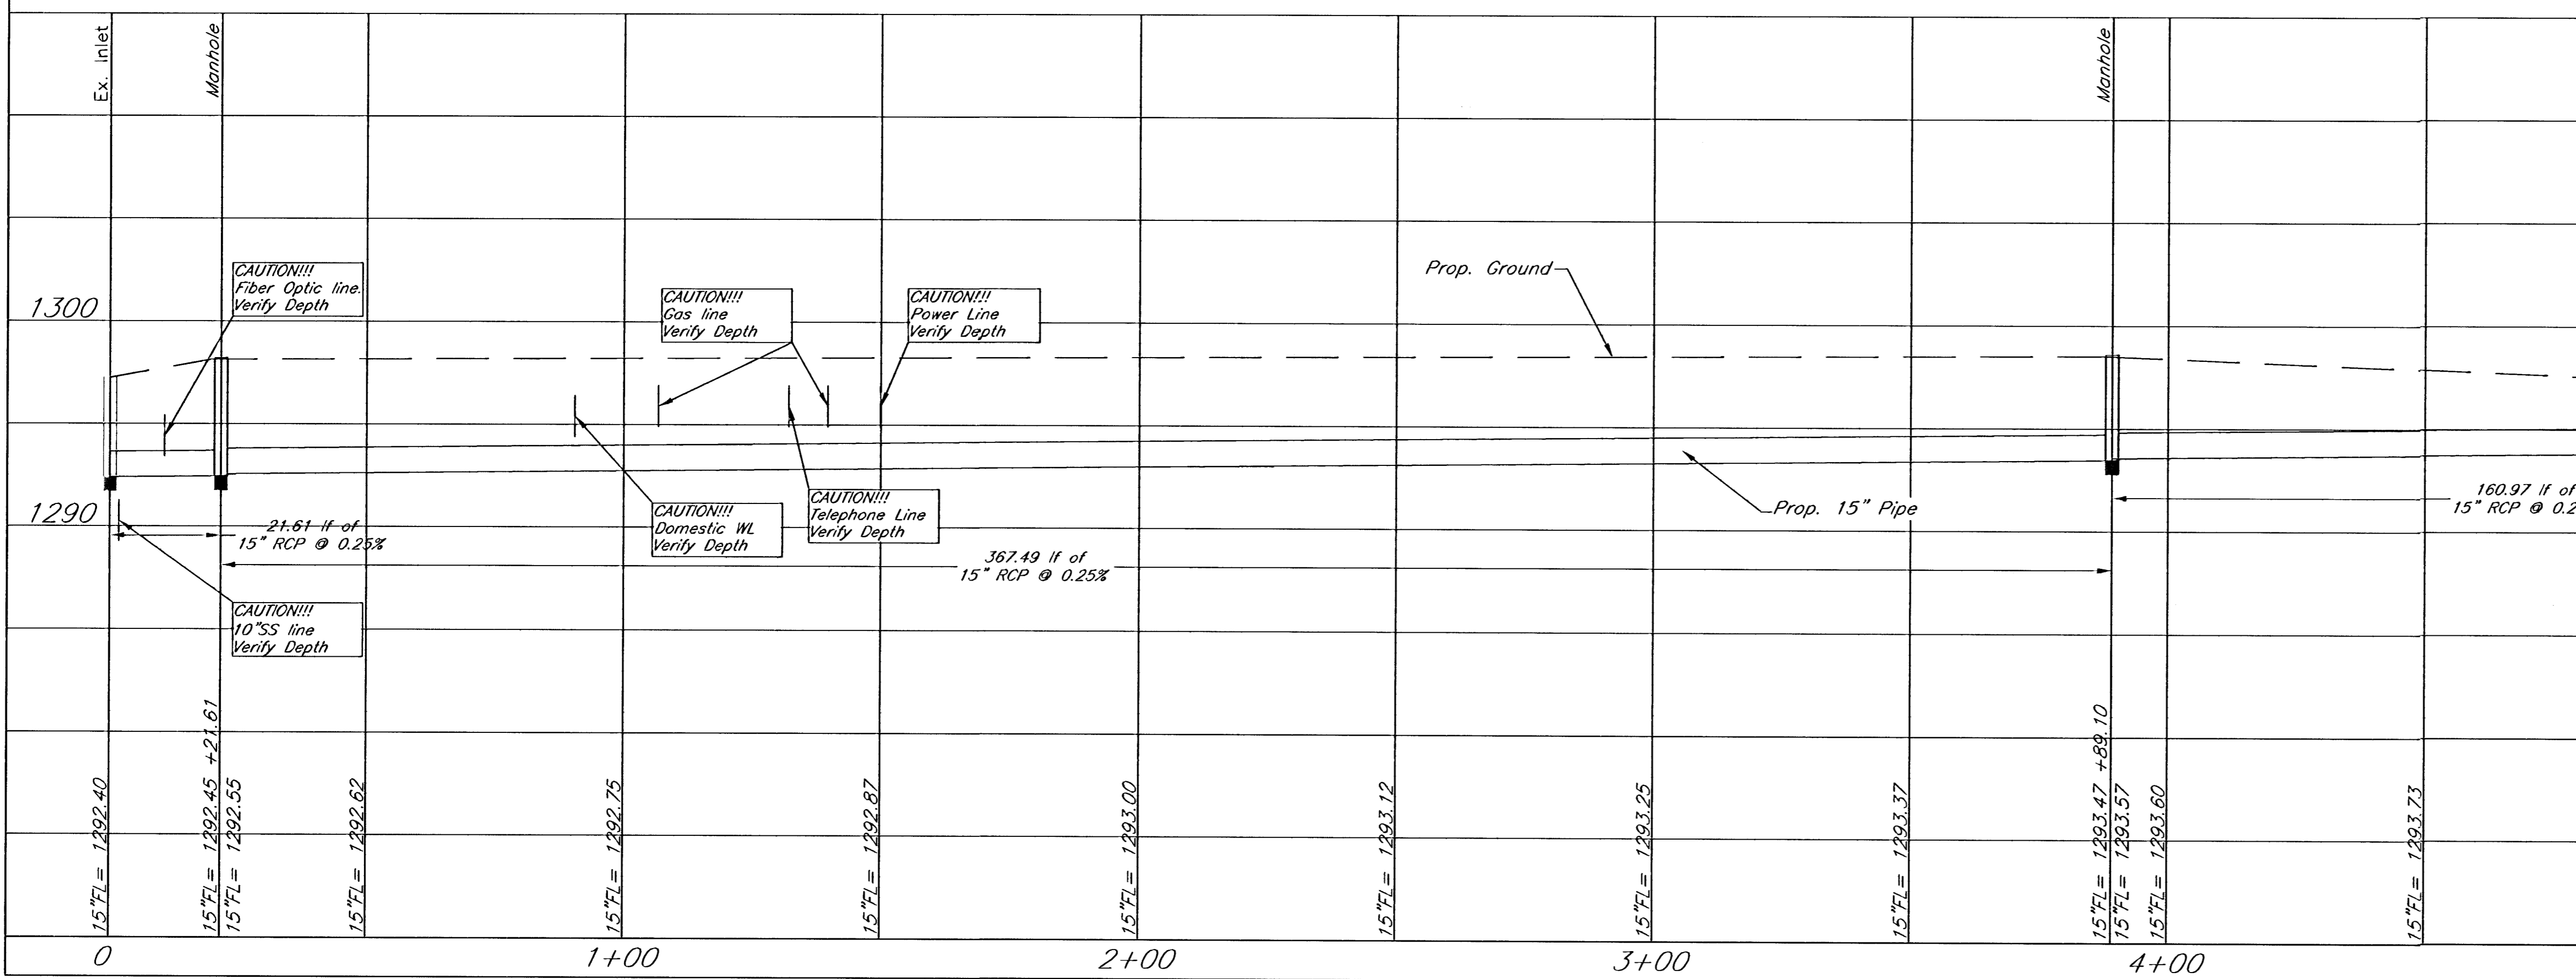 Ex. Inlet
Manhole
Manhole
CAUTION!!!
Fiber Optic line.
Verify Depth
CAUTION!!!
Gas line
Verify Depth
CAUTION!!!
Power Line
Verify Depth
Prop. Ground
1300
1290
21.61 lf of
15" RCP @ 0.25%
CAUTION!!!
Domestic WL
Verify Depth
CAUTION!!!
Telephone Line
Verify Depth
Prop. 15" Pipe
160.97 lf of
15" RCP @ 0.2
367.49 lf of
15" RCP @ 0.25%
CAUTION!!!
10"SS line
Verify Depth
15"FL= 1292.40
15"FL= 1292.45 +21.61
15"FL= 1292.55
15"FL= 1292.62
15"FL= 1292.75
15"FL= 1292.87
15"FL= 1293.00
15"FL= 1293.12
15"FL= 1293.25
15"FL= 1293.37
15"FL= 1293.47 +89.10
15"FL= 1293.57
15"FL= 1293.60
15"FL= 1293.73
0
1+00
2+00
3+00
4+00